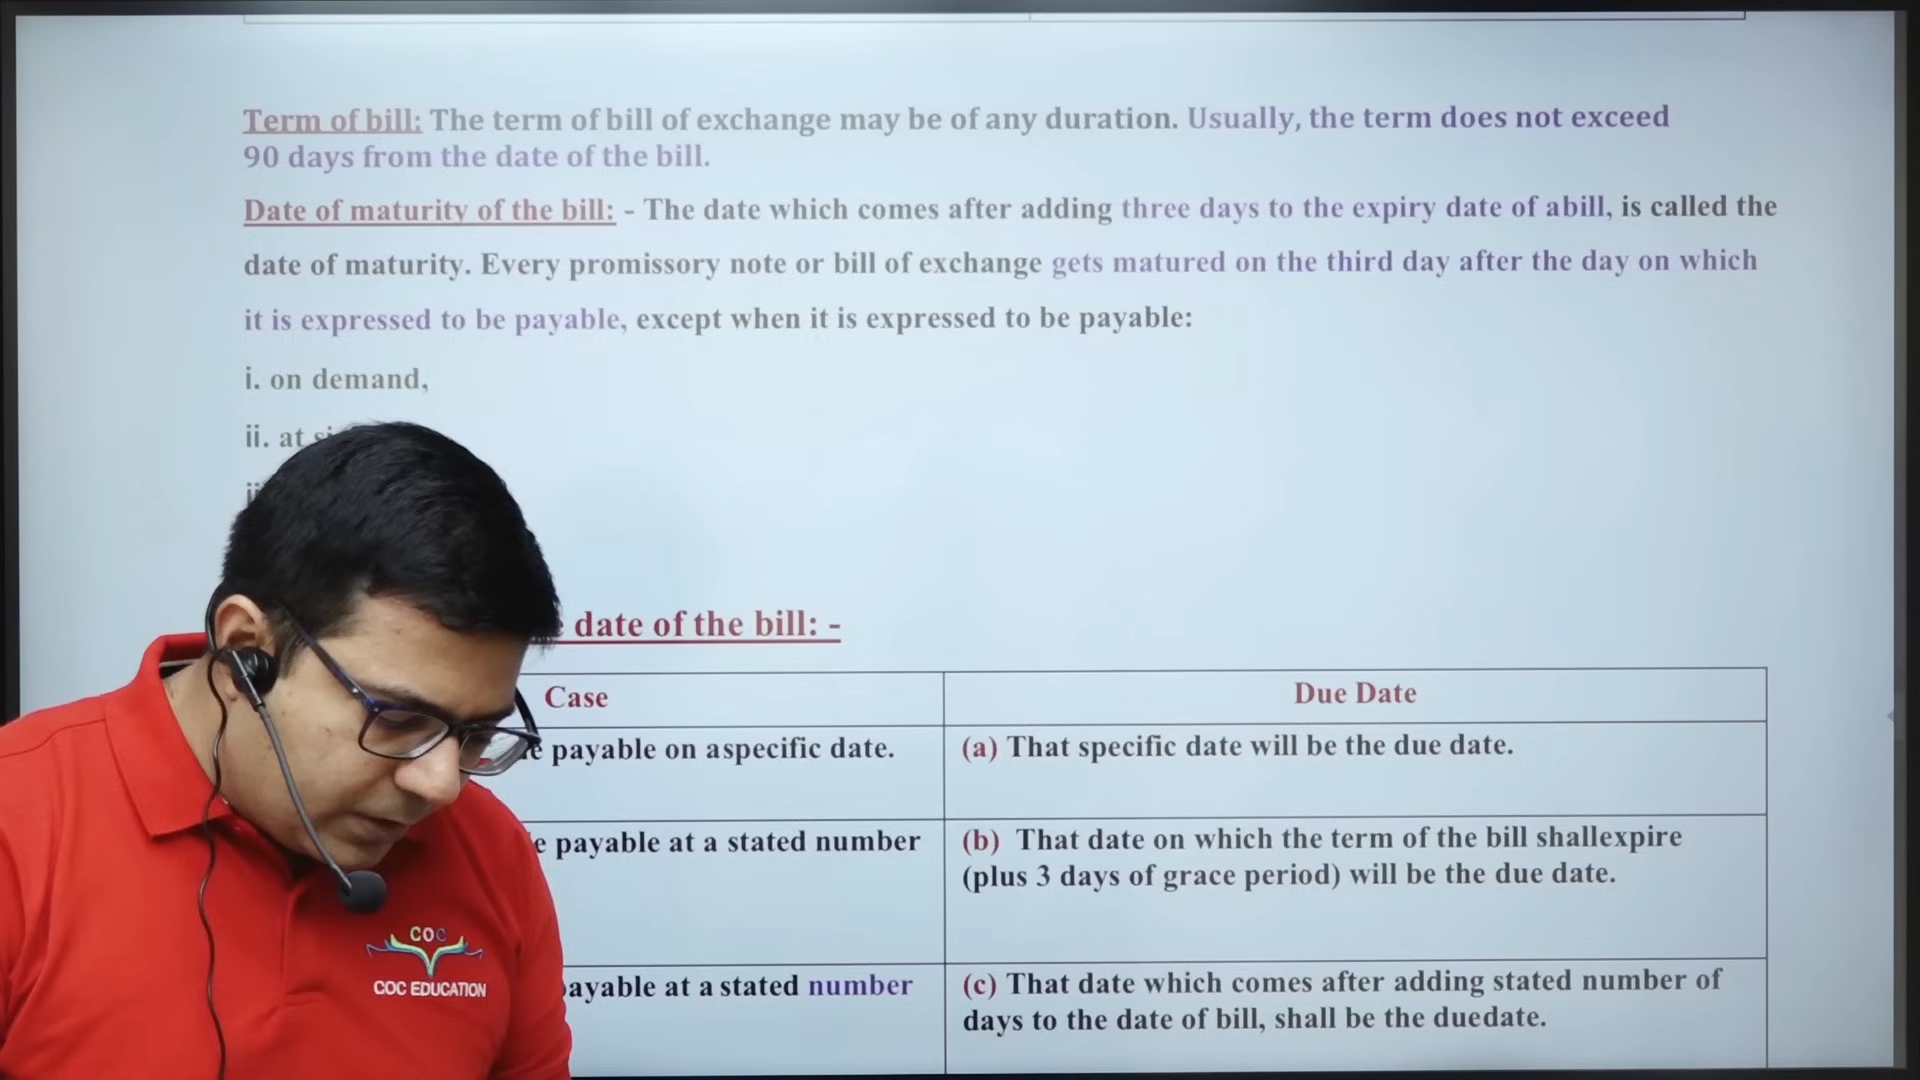 Term of bill: The term of bill of exchange may be of any duration. Usually, the term does not exceed
90 days from the date of the bill.
Date of maturity of the bill: - The date which comes after adding three days to the expiry date of abill, is called the
date of maturity. Every promissory note or bill of exchange gets matured on the third day after the day on which
it is expressed to be payable, except when it is expressed to be payable:
i. on demand,
ii. at
date of the bill: -
Case
Due Date
payable on aspecific date.
(a) That specific date will be the due date.
payable at a stated number
(b) That date on which the term of the bill shallexpire
(plus 3 days of grace period) will be the due date.
payable at a stated number
(c) That date which comes after adding stated number of
days to the date of bill, shall be the duedate.
COC
COC EDUCATION